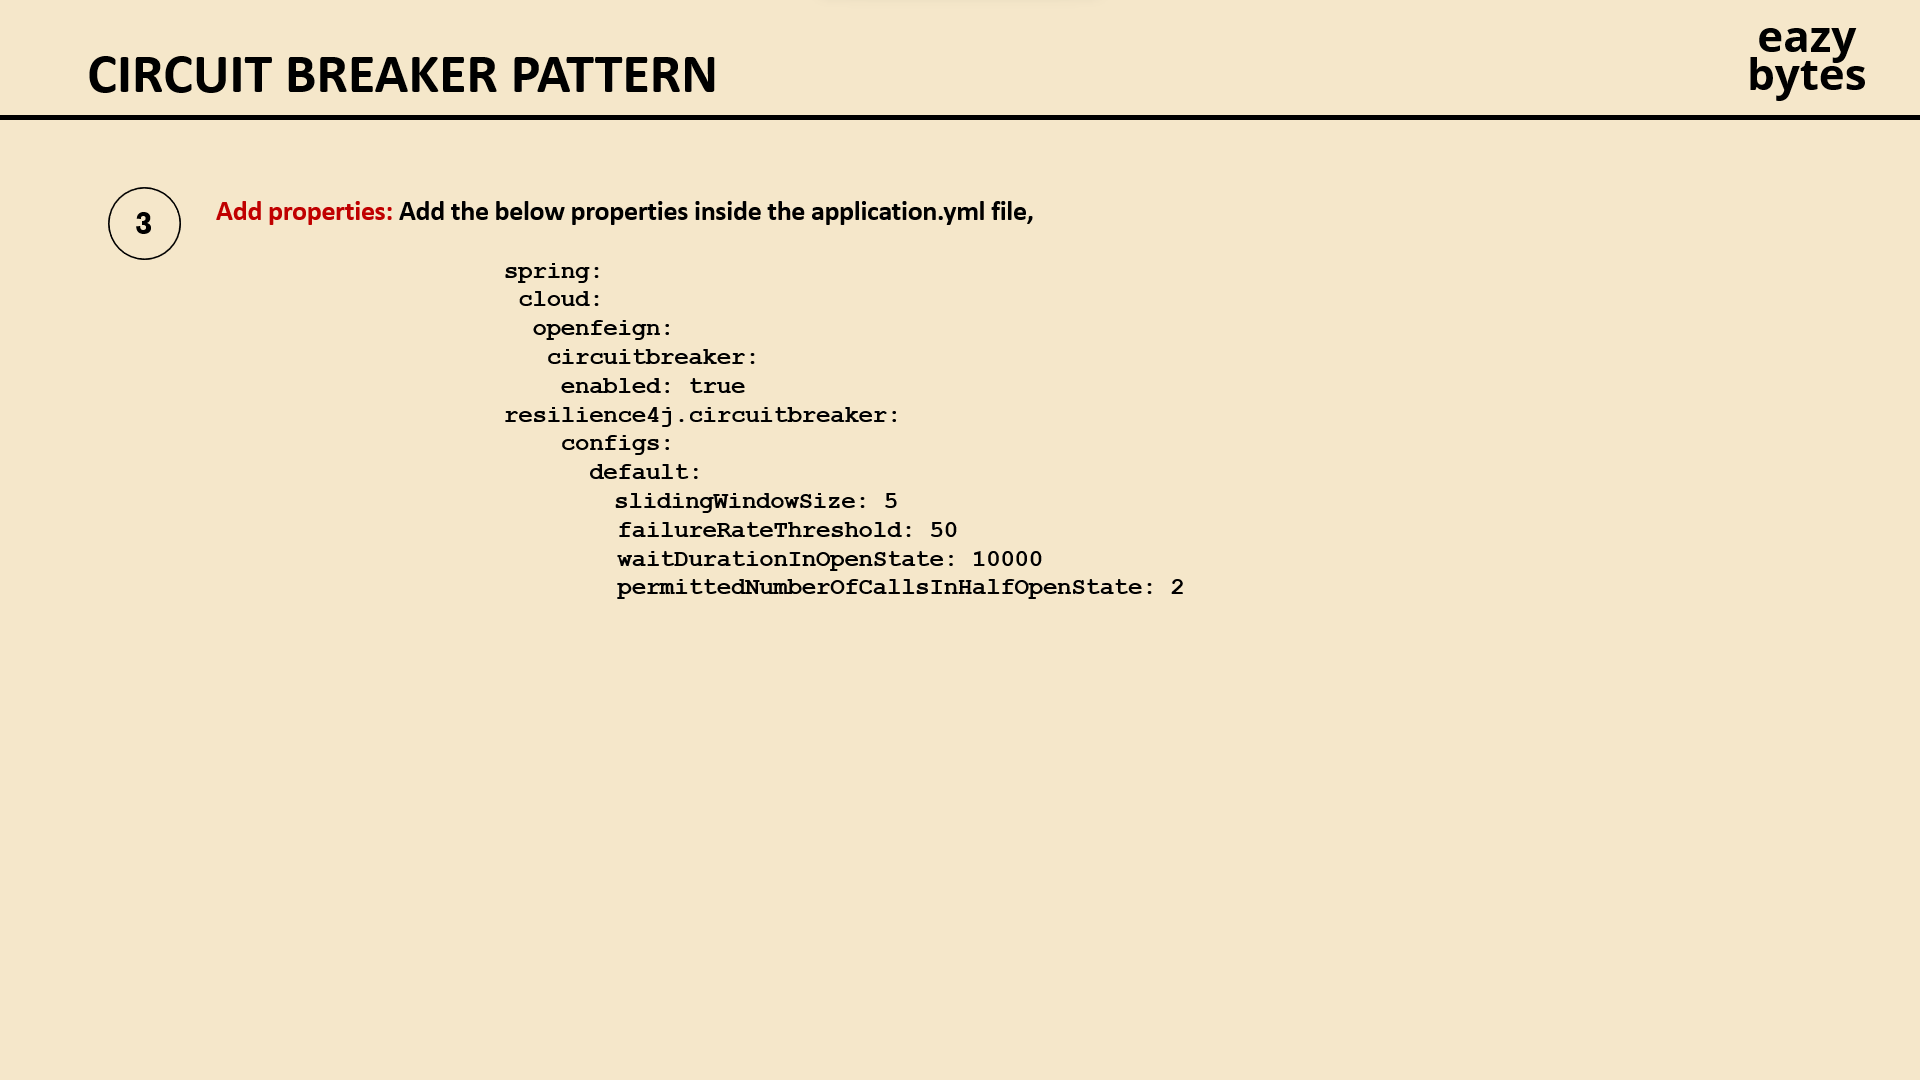 CIRCUIT BREAKER PATTERN
eazy
bytes
3
Add properties: Add the below properties inside the application.yml file,
spring:
 cloud:
  openfeign:
   circuitbreaker:
    enabled: true
resilience4j.circuitbreaker:
    configs:
      default:
        slidingWindowSize: 5
        failureRateThreshold: 50
        waitDurationInOpenState: 10000
        permittedNumberOfCallsInHalfOpenState: 2